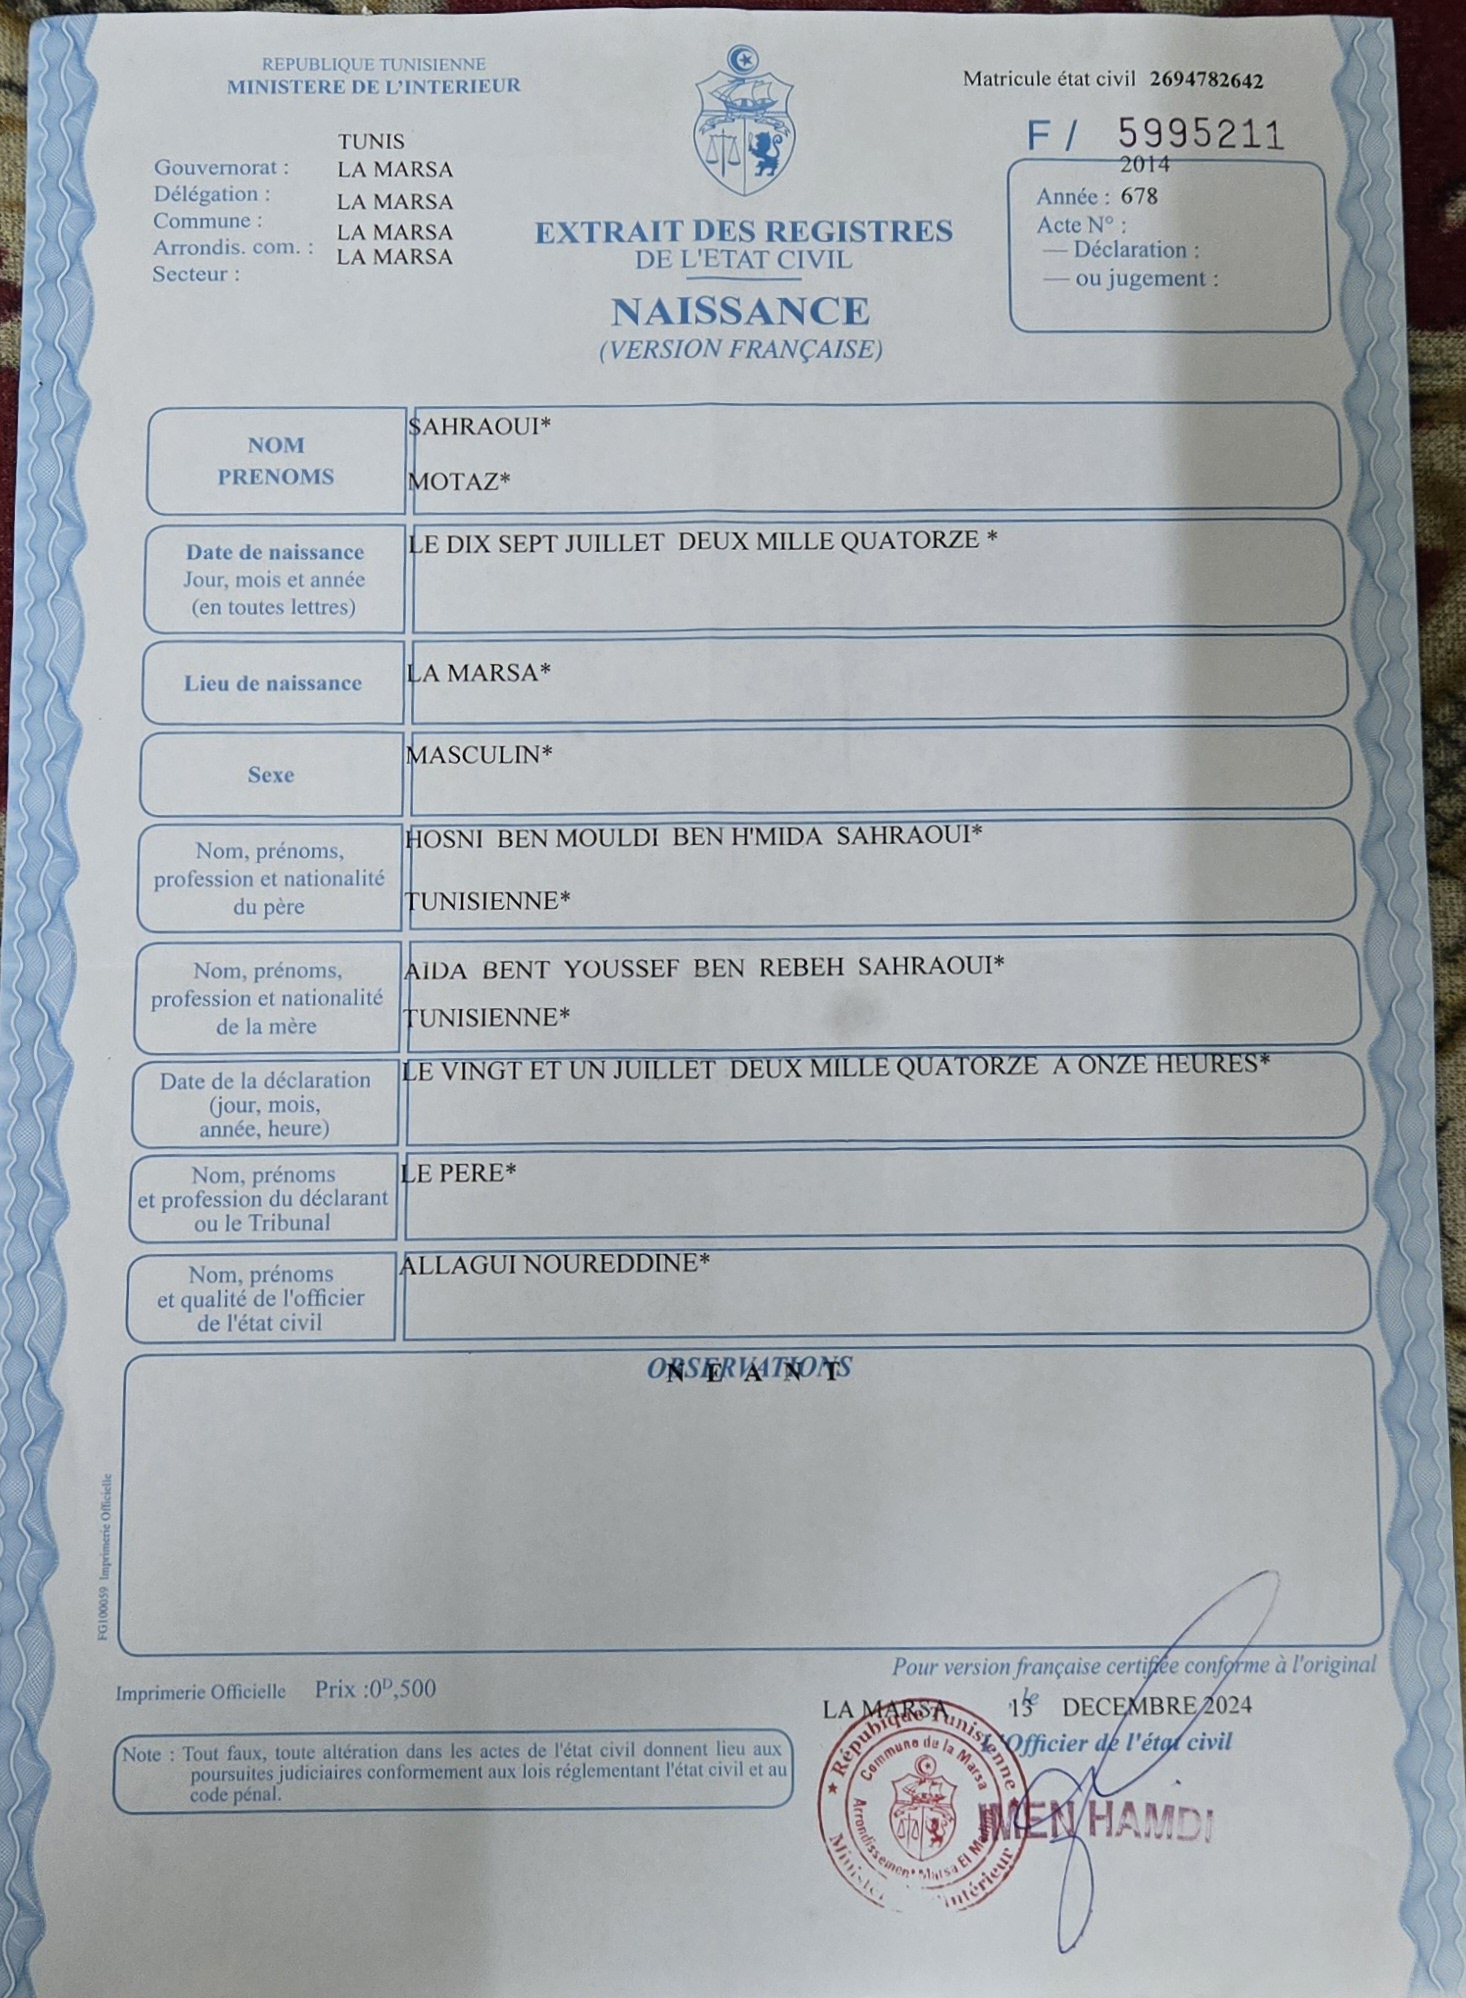 REPUBLIQUE TUNISIENNE
MINISTERE DE L'INTERIEUR
Matricule état civil 2694782642
F / 5995211
TUNIS
Gouvernorat : LA MARSA
Délégation : LA MARSA
Commune : LA MARSA
Arrondis. com. : LA MARSA
Secteur :
2014
Année : 678
Acte N° :
— Déclaration :
— ou jugement :
EXTRAIT DES REGISTRES
DE L'ETAT CIVIL
NAISSANCE
(VERSION FRANÇAISE)
NOM SAHRAOUI*
PRENOMS MOTAZ*
Date de naissance LE DIX SEPT JUILLET DEUX MILLE QUATORZE *
Jour, mois et année
(en toutes lettres)
Lieu de naissance LA MARSA*
Sexe MASCULIN*
Nom, prénoms, HOSNI BEN MOULDI BEN H'MIDA SAHRAOUI*
profession et nationalité
du père TUNISIENNE*
Nom, prénoms, AIDA BENT YOUSSEF BEN REBEH SAHRAOUI*
profession et nationalité
de la mère TUNISIENNE*
Date de la déclaration LE VINGT ET UN JUILLET DEUX MILLE QUATORZE A ONZE HEURES*
(jour, mois,
année, heure)
Nom, prénoms LE PERE*
et profession du déclarant
ou le Tribunal
Nom, prénoms ALLAGUI NOUREDDINE*
et qualité de l'officier
de l'état civil
OBSERVATIONS
N E A N T
FG100059 Imprimerie Officielle
Pour version française certifiée conforme à l'original
Imprimerie Officielle Prix :0D,500
LA MARSA le 13 DECEMBRE 2024
L'Officier de l'état civil
Note : Tout faux, toute altération dans les actes de l'état civil donnent lieu aux
poursuites judiciaires conformement aux lois réglementant l'état civil et au
code pénal.
République Tunisienne
Commune de la Marsa
Arrondissement Marsa El
Intérieur
IMEN HAMDI